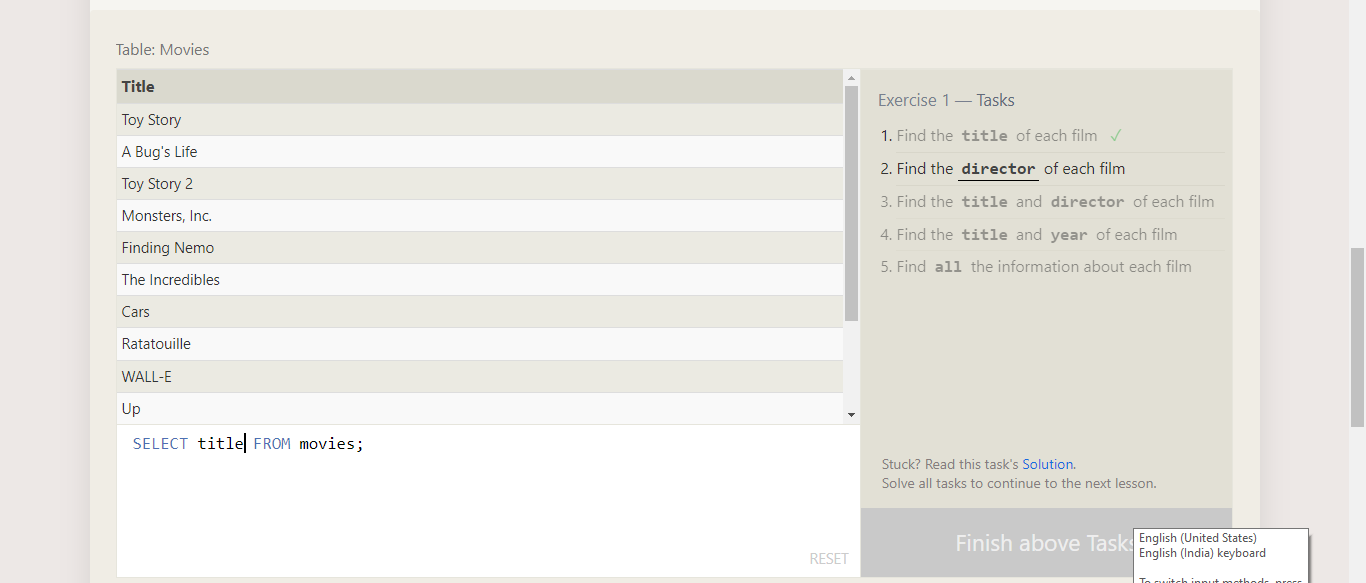 Table: Movies
Title
Toy Story
A Bug's Life
Toy Story 2
Monsters, Inc.
Finding Nemo
The Incredibles
Cars
Ratatouille
WALL-E
Up
SELECT title FROM movies;
RESET
Exercise 1 — Tasks
1. Find the title of each film ✓
2. Find the director of each film
3. Find the title and director of each film
4. Find the title and year of each film
5. Find all the information about each film
Stuck? Read this task's Solution.
Solve all tasks to continue to the next lesson.
Finish above Tasks
English (United States)
English (India) keyboard
To switch input methods, press